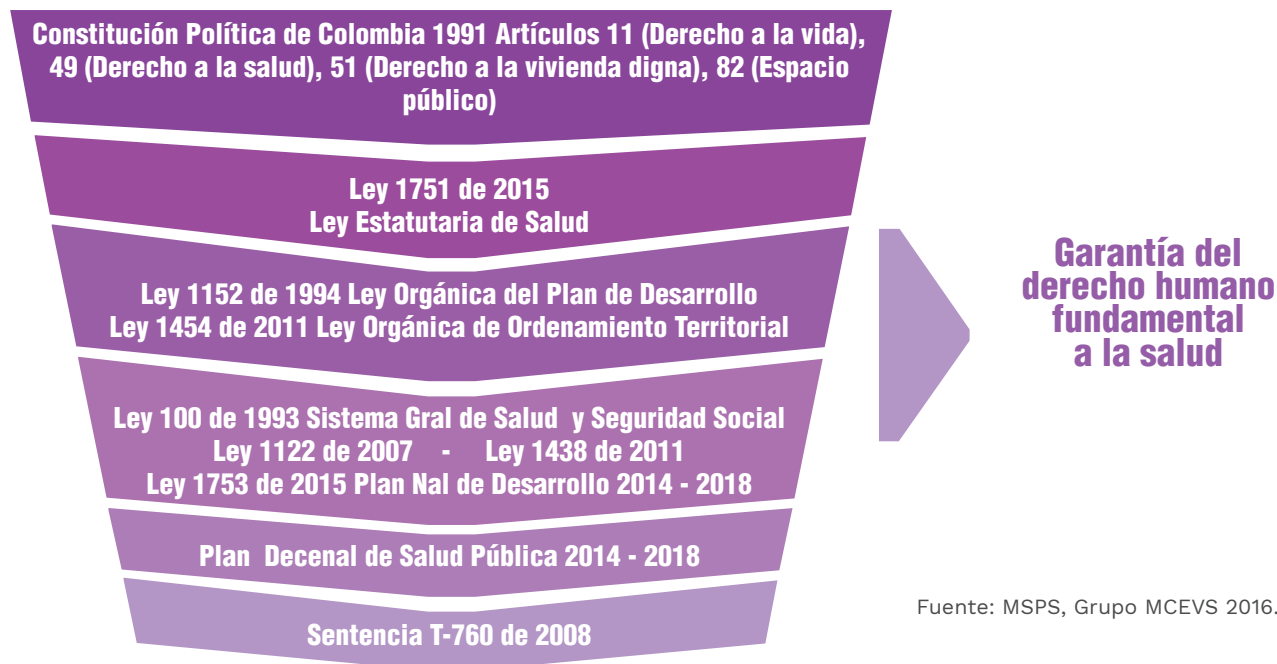 Constitución Política de Colombia 1991 Artículos 11 (Derecho a la vida),
49 (Derecho a la salud), 51 (Derecho a la vivienda digna), 82 (Espacio
público)
Ley 1751 de 2015
Ley Estatutaria de Salud
Ley 1152 de 1994 Ley Orgánica del Plan de Desarrollo
Ley 1454 de 2011 Ley Orgánica de Ordenamiento Territorial
Ley 100 de 1993 Sistema Gral de Salud y Seguridad Social
Ley 1122 de 2007 - Ley 1438 de 2011
Ley 1753 de 2015 Plan Nal de Desarrollo 2014 - 2018
Plan Decenal de Salud Pública 2014 - 2018
Sentencia T-760 de 2008
Garantía del
derecho humano
fundamental
a la salud
Fuente: MSPS, Grupo MCEVS 2016.